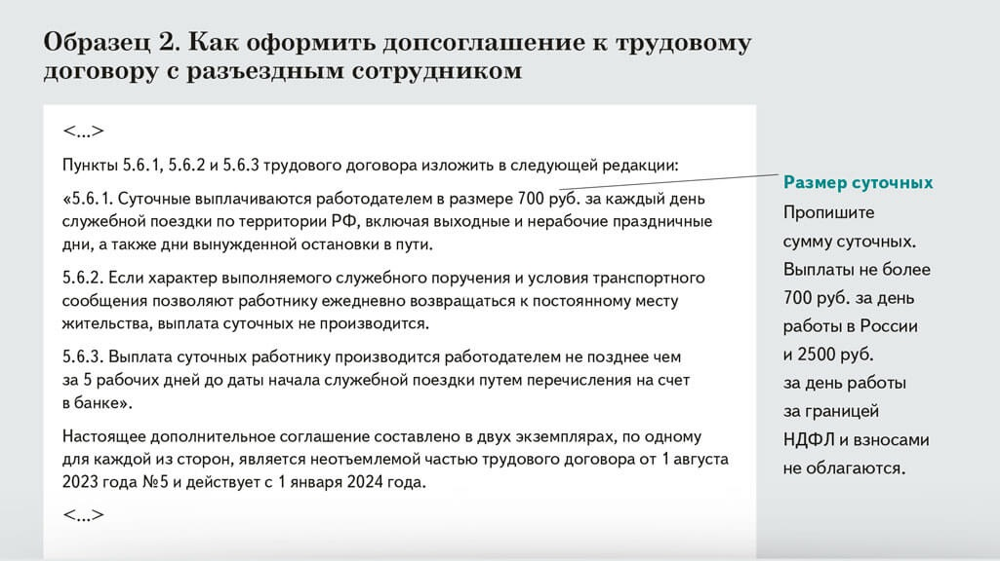 Образец 2. Как оформить допсоглашение к трудовому
договору с разъездным сотрудником
<...>
Пункты 5.6.1, 5.6.2 и 5.6.3 трудового договора изложить в следующей редакции:
«5.6.1. Суточные выплачиваются работодателем в размере 700 руб. за каждый день
служебной поездки по территории РФ, включая выходные и нерабочие праздничные
дни, а также дни вынужденной остановки в пути.
5.6.2. Если характер выполняемого служебного поручения и условия транспортного
сообщения позволяют работнику ежедневно возвращаться к постоянному месту
жительства, выплата суточных не производится.
5.6.3. Выплата суточных работнику производится работодателем не позднее чем
за 5 рабочих дней до даты начала служебной поездки путем перечисления на счет
в банке».
Настоящее дополнительное соглашение составлено в двух экземплярах, по одному
для каждой из сторон, является неотъемлемой частью трудового договора от 1 августа
2023 года №5 и действует с 1 января 2024 года.
<...>
Размер суточных
Пропишите
сумму суточных.
Выплаты не более
700 руб. за день
работы в России
и 2500 руб.
за день работы
за границей
НДФЛ и взносами
не облагаются.